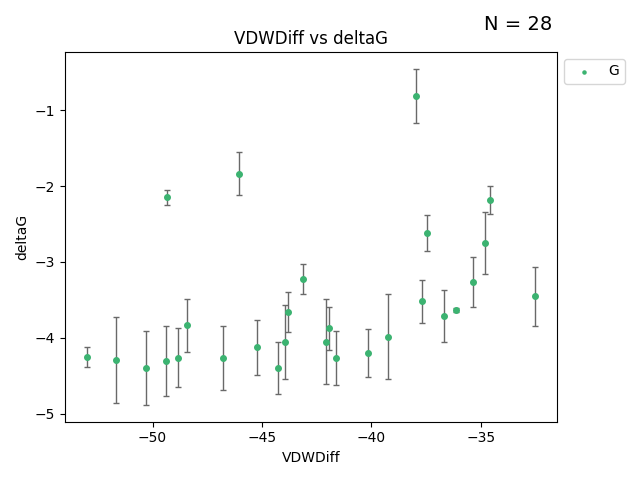 N = 28
VDWDiff vs deltaG
G
−1
−2
−3
−4
−5
deltaG
−50
−45
−40
−35
VDWDiff